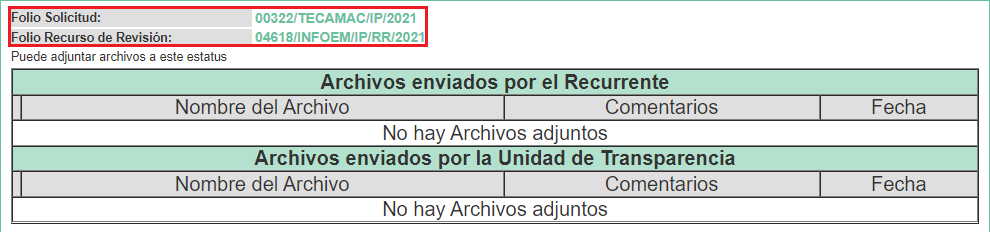 Folio Solicitud: 00322/TECAMAC/IP/2021
Folio Recurso de Revisión: 04618/INFOEM/IP/RR/2021
Puede adjuntar archivos a este estatus
Archivos enviados por el Recurrente
Nombre del Archivo Comentarios Fecha
No hay Archivos adjuntos
Archivos enviados por la Unidad de Transparencia
Nombre del Archivo Comentarios Fecha
No hay Archivos adjuntos